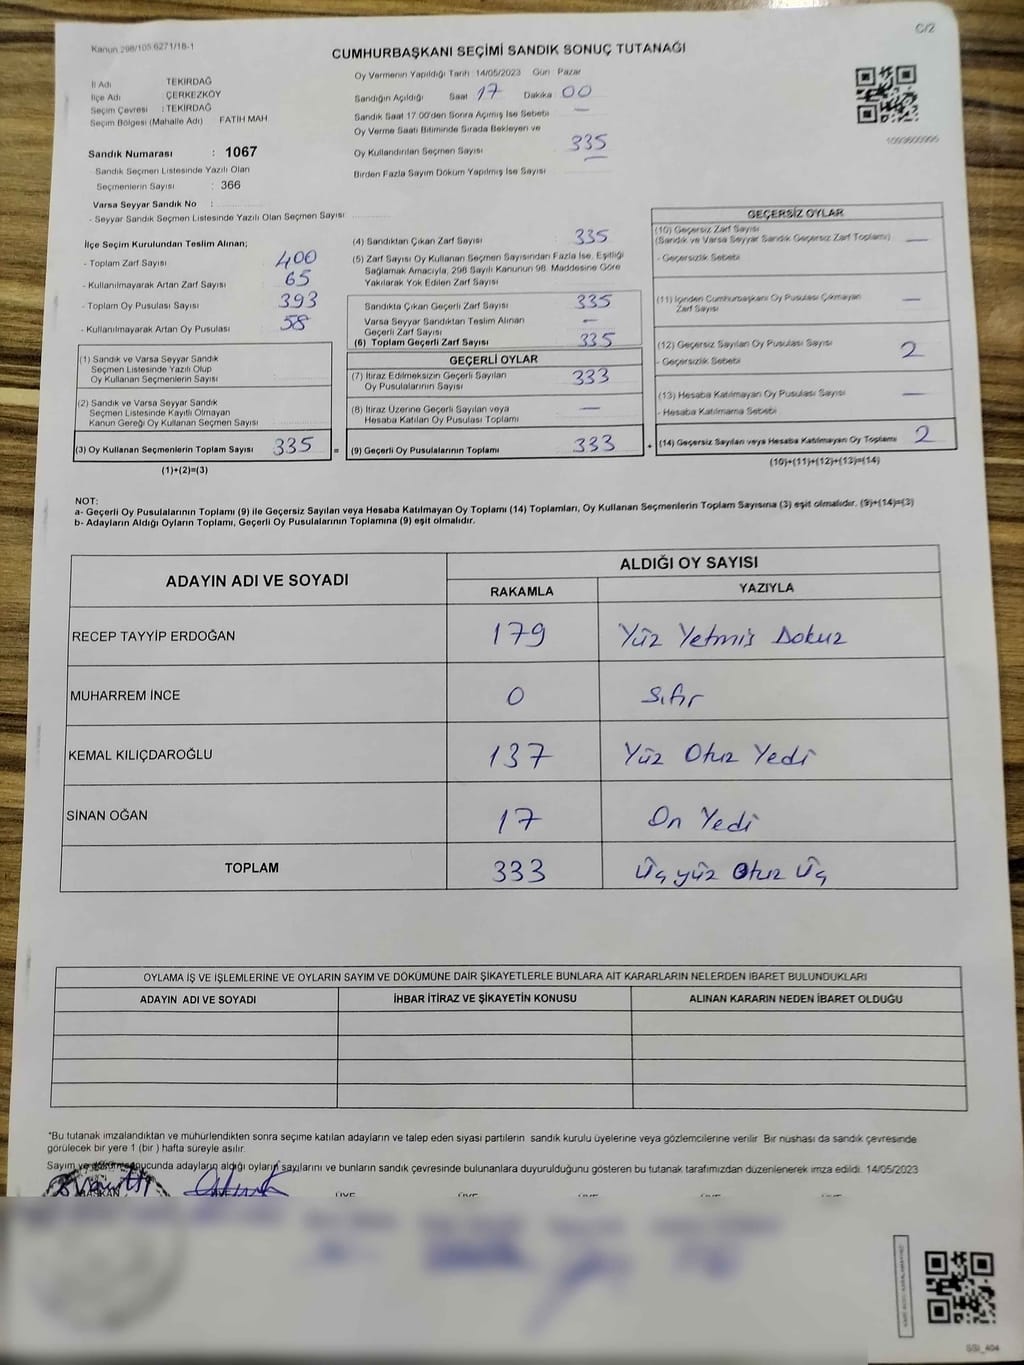 C/2
Kanun 298/105 6271/18-1
CUMHURBAŞKANI SEÇİMİ SANDIK SONUÇ TUTANAĞI
Oy Vermenin Yapıldığı Tarih : 14/05/2023 Gün : Pazar
İl Adı : TEKİRDAĞ
İlçe Adı : ÇERKEZKÖY
Seçim Çevresi : TEKİRDAĞ
Seçim Bölgesi (Mahalle Adı) FATİH MAH
Sandığın Açıldığı Saat 17 Dakika 00
Sandık Saat 17:00'den Sonra Açılmış İse Sebebi —
Oy Verme Saati Bitiminde Sırada Bekleyen ve
Oy Kullandırılan Seçmen Sayısı 335
Birden Fazla Sayım Döküm Yapılmış İse Sayısı
1093600995
Sandık Numarası : 1067
- Sandık Seçmen Listesinde Yazılı Olan
Seçmenlerin Sayısı : 366
Varsa Seyyar Sandık No :
- Seyyar Sandık Seçmen Listesinde Yazılı Olan Seçmen Sayısı
İlçe Seçim Kurulundan Teslim Alınan;
- Toplam Zarf Sayısı 400
- Kullanılmayarak Artan Zarf Sayısı 65
- Toplam Oy Pusulası Sayısı 393
- Kullanılmayarak Artan Oy Pusulası 58
(1) Sandık ve Varsa Seyyar Sandık
Seçmen Listesinde Yazılı Olup
Oy Kullanan Seçmenlerin Sayısı
(2) Sandık ve Varsa Seyyar Sandık
Seçmen Listesinde Kayıtlı Olmayan
Kanun Gereği Oy Kullanan Seçmen Sayısı
(3) Oy Kullanan Seçmenlerin Toplam Sayısı 335 =
(1)+(2)=(3)
(4) Sandıktan Çıkan Zarf Sayısı 335
(5) Zarf Sayısı Oy Kullanan Seçmen Sayısından Fazla İse, Eşitliği
Sağlamak Amacıyla, 298 Sayılı Kanunun 98. Maddesine Göre
Yakılarak Yok Edilen Zarf Sayısı
Sandıkta Çıkan Geçerli Zarf Sayısı 335
Varsa Seyyar Sandıktan Teslim Alınan
Geçerli Zarf Sayısı —
(6) Toplam Geçerli Zarf Sayısı 335
GEÇERLİ OYLAR
(7) İtiraz Edilmeksizin Geçerli Sayılan
Oy Pusulalarının Sayısı 333
(8) İtiraz Üzerine Geçerli Sayılan veya
Hesaba Katılan Oy Pusulası Toplamı —
(9) Geçerli Oy Pusulalarının Toplamı 333 +
GEÇERSİZ OYLAR
(10) Geçersiz Zarf Sayısı
(Sandık ve Varsa Seyyar Sandık Geçersiz Zarf Toplamı) —
- Geçersizlik Sebebi
(11) İçinden Cumhurbaşkanı Oy Pusulası Çıkmayan
Zarf Sayısı —
(12) Geçersiz Sayılan Oy Pusulası Sayısı 2
- Geçersizlik Sebebi
(13) Hesaba Katılmayan Oy Pusulası Sayısı —
- Hesaba Katılmama Sebebi
(14) Geçersiz Sayılan veya Hesaba Katılmayan Oy Toplamı 2
(10)+(11)+(12)+(13)=(14)
NOT:
a- Geçerli Oy Pusulalarının Toplamı (9) ile Geçersiz Sayılan veya Hesaba Katılmayan Oy Toplamı (14) Toplamları, Oy Kullanan Seçmenlerin Toplam Sayısına (3) eşit olmalıdır. (9)+(14)=(3)
b- Adayların Aldığı Oyların Toplamı, Geçerli Oy Pusulalarının Toplamına (9) eşit olmalıdır.
ADAYIN ADI VE SOYADI
ALDIĞI OY SAYISI
RAKAMLA YAZIYLA
RECEP TAYYİP ERDOĞAN 179 Yüz Yetmiş Dokuz
MUHARREM İNCE 0 Sıfır
KEMAL KILIÇDAROĞLU 137 Yüz Otuz Yedi
SİNAN OĞAN 17 On Yedi
TOPLAM 333 Üçyüz Otuz Üç
OYLAMA İŞ VE İŞLEMLERİNE VE OYLARIN SAYIM VE DÖKÜMÜNE DAİR ŞİKAYETLERLE BUNLARA AİT KARARLARIN NELERDEN İBARET BULUNDUKLARI
ADAYIN ADI VE SOYADI İHBAR İTİRAZ VE ŞİKAYETİN KONUSU ALINAN KARARIN NEDEN İBARET OLDUĞU
*Bu tutanak imzalandıktan ve mühürlendikten sonra seçime katılan adayların ve talep eden siyasi partilerin sandık kurulu üyelerine veya gözlemcilerine verilir. Bir nüshası da sandık çevresinde
görülecek bir yere 1 (bir) hafta süreyle asılır.
Sayım ve sonucunda adayların aldığı oyların sayılarını ve bunların sandık çevresinde bulunanlara duyurulduğunu gösteren bu tutanak tarafımızdan düzenlenerek imza edildi. 14/05/2023
BAŞKAN ÜYE ÜYE ÜYE ÜYE ÜYE
SSI_404